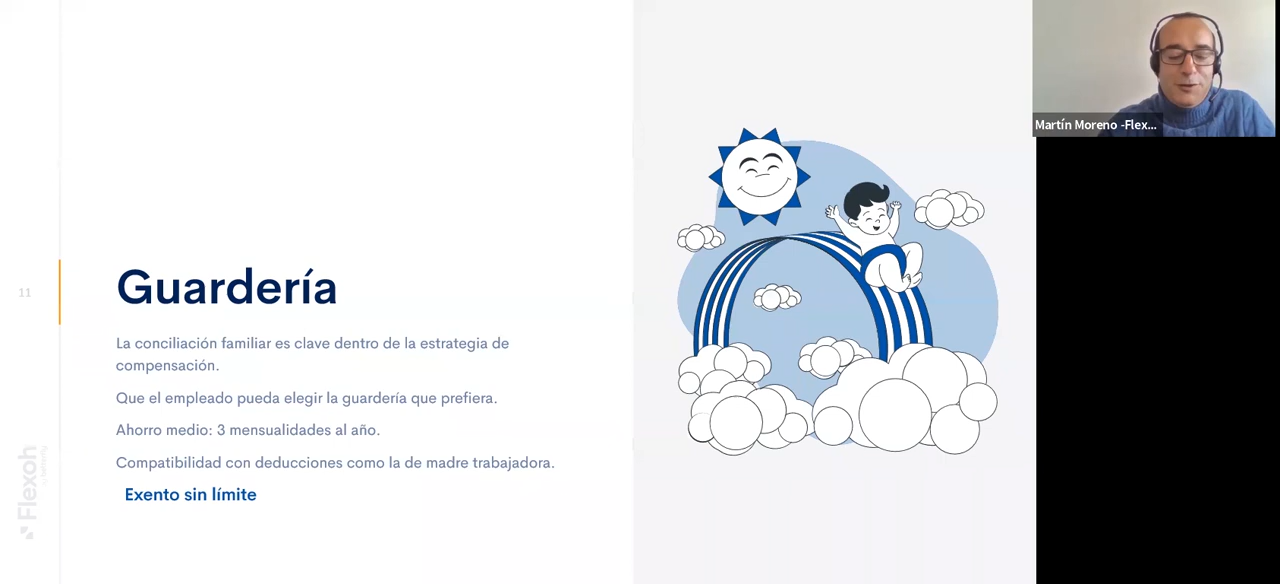 Guardería
La conciliación familiar es clave dentro de la estrategia de
compensación.
Que el empleado pueda elegir la guardería que prefiera.
Ahorro medio: 3 mensualidades al año.
Compatibilidad con deducciones como la de madre trabajadora.
Exento sin límite
11
Flexoh
Martín Moreno -Flex...